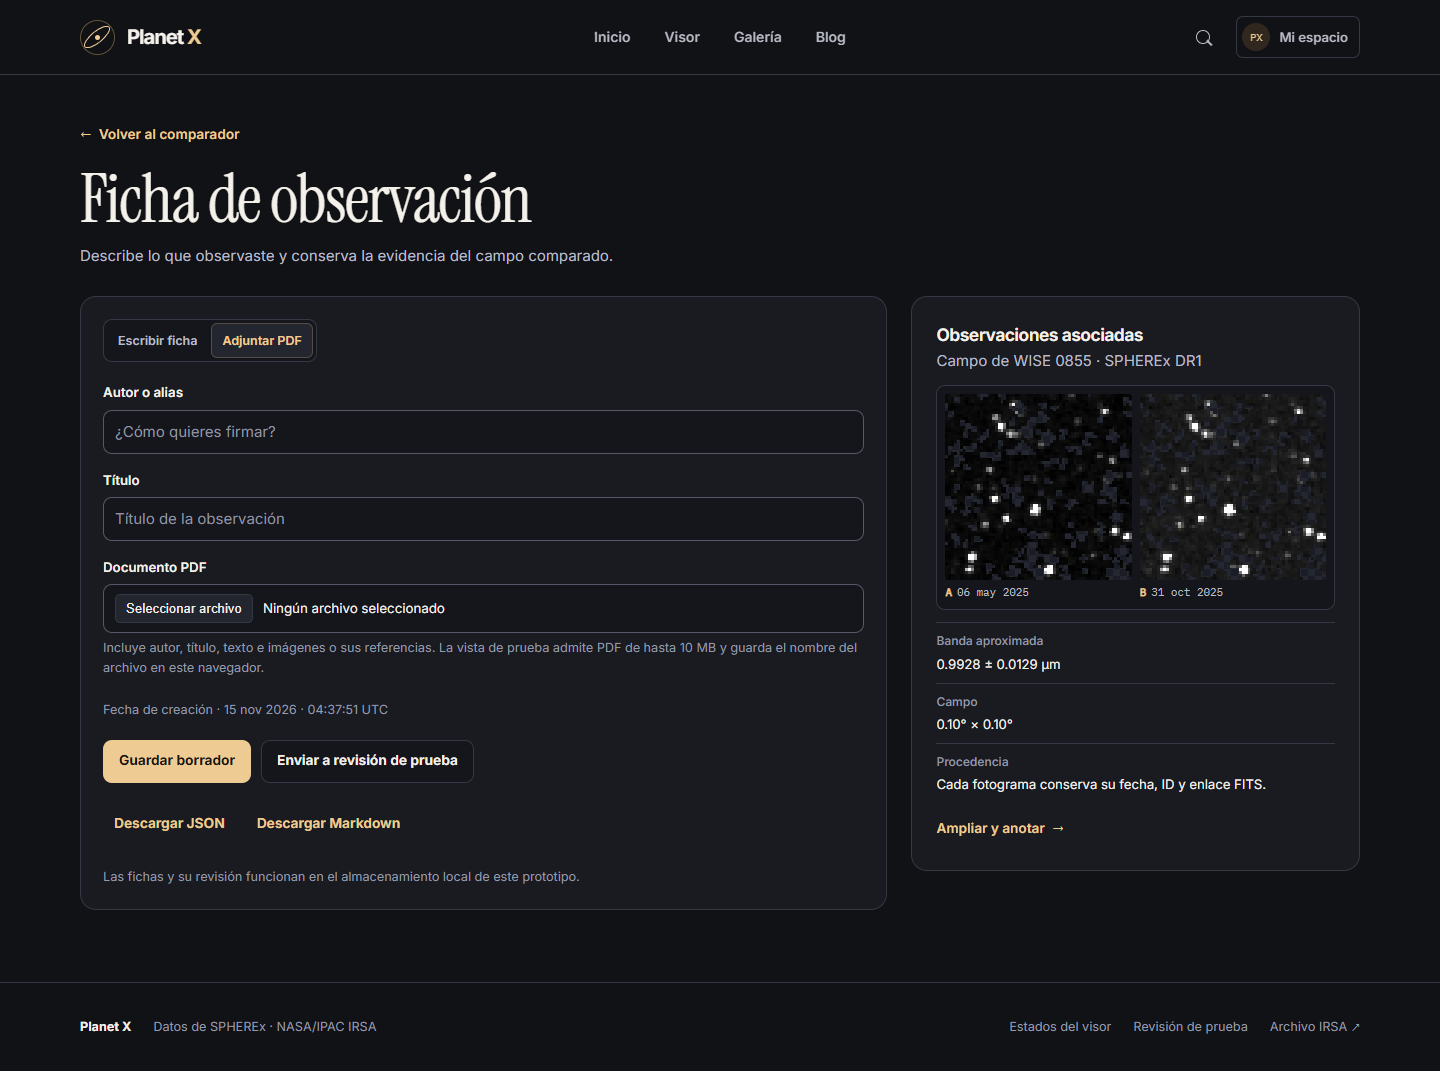 Planet X
Inicio
Visor
Galería
Blog
PX
Mi espacio
← Volver al comparador
Ficha de observación
Describe lo que observaste y conserva la evidencia del campo comparado.
Escribir ficha
Adjuntar PDF
Autor o alias
¿Cómo quieres firmar?
Título
Título de la observación
Documento PDF
Seleccionar archivo Ningún archivo seleccionado
Incluye autor, título, texto e imágenes o sus referencias. La vista de prueba admite PDF de hasta 10 MB y guarda el nombre del
archivo en este navegador.
Fecha de creación · 15 nov 2026 · 04:37:51 UTC
Guardar borrador
Enviar a revisión de prueba
Descargar JSON
Descargar Markdown
Las fichas y su revisión funcionan en el almacenamiento local de este prototipo.
Observaciones asociadas
Campo de WISE 0855 · SPHEREx DR1
A 06 may 2025
B 31 oct 2025
Banda aproximada
0.9928 ± 0.0129 µm
Campo
0.10° × 0.10°
Procedencia
Cada fotograma conserva su fecha, ID y enlace FITS.
Ampliar y anotar →
Planet X
Datos de SPHEREx · NASA/IPAC IRSA
Estados del visor
Revisión de prueba
Archivo IRSA ↗